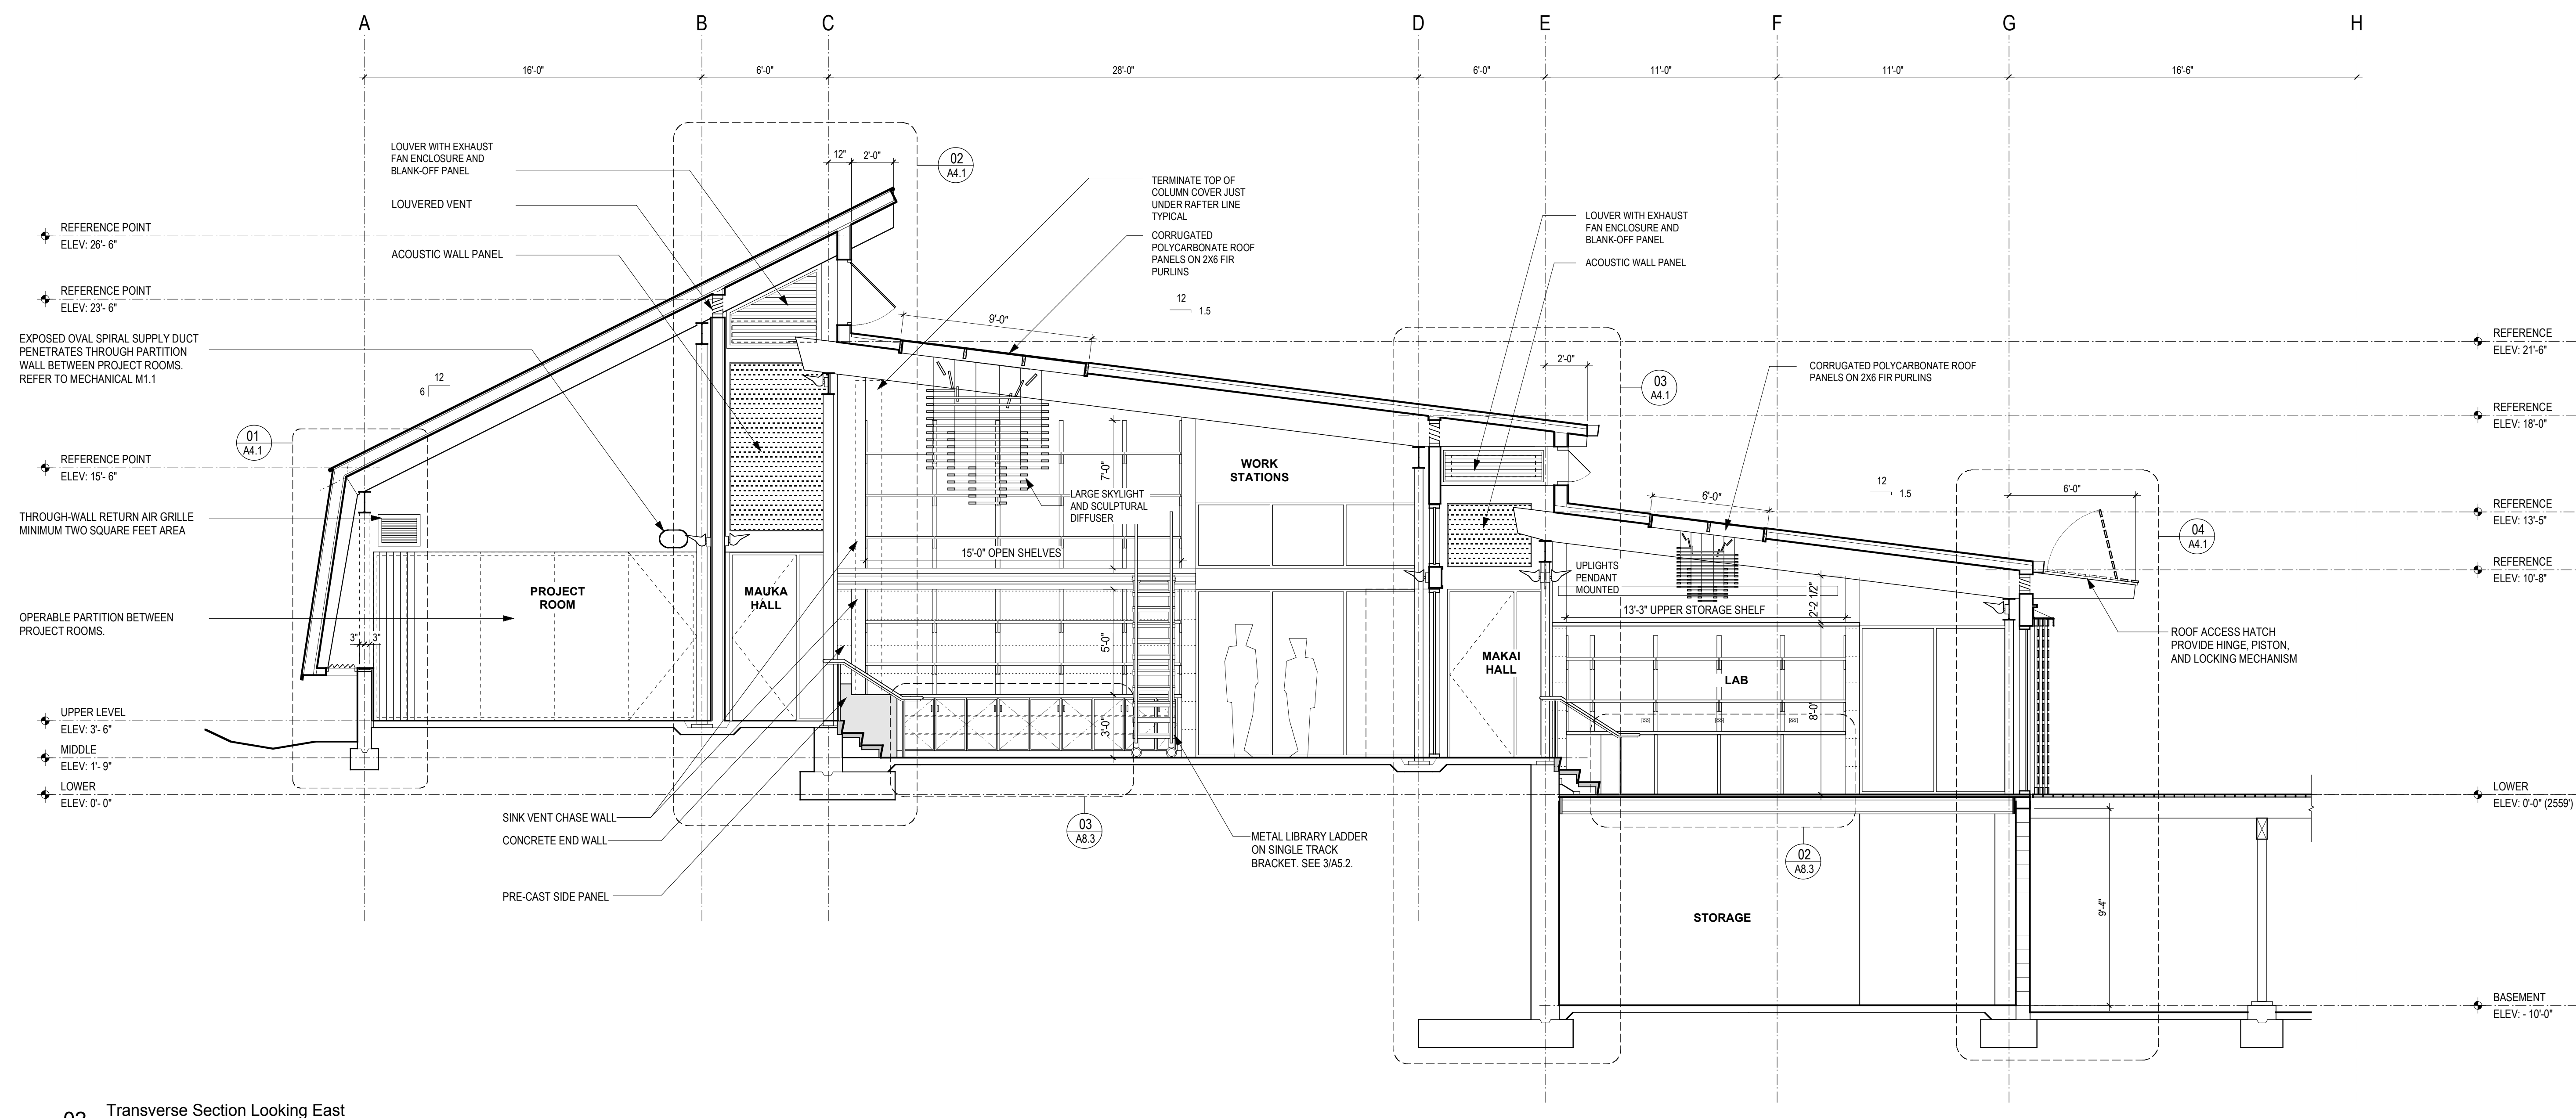 A
B
C
D
E
F
G
H
16'-0"
6'-0"
28'-0"
6'-0"
11'-0"
11'-0"
16'-6"
LOUVER WITH EXHAUST
FAN ENCLOSURE AND
BLANK-OFF PANEL
LOUVERED VENT
ACOUSTIC WALL PANEL
12"
2'-0"
02
A4.1
TERMINATE TOP OF
COLUMN COVER JUST
UNDER RAFTER LINE
TYPICAL
CORRUGATED
POLYCARBONATE ROOF
PANELS ON 2X6 FIR
PURLINS
12
1.5
9'-0"
LOUVER WITH EXHAUST
FAN ENCLOSURE AND
BLANK-OFF PANEL
ACOUSTIC WALL PANEL
2'-0"
03
A4.1
CORRUGATED POLYCARBONATE ROOF
PANELS ON 2X6 FIR PURLINS
REFERENCE POINT
ELEV: 26'- 6"
REFERENCE POINT
ELEV: 23'- 6"
EXPOSED OVAL SPIRAL SUPPLY DUCT
PENETRATES THROUGH PARTITION
WALL BETWEEN PROJECT ROOMS.
REFER TO MECHANICAL M1.1
12
6
01
A4.1
REFERENCE POINT
ELEV: 15'- 6"
THROUGH-WALL RETURN AIR GRILLE
MINIMUM TWO SQUARE FEET AREA
OPERABLE PARTITION BETWEEN
PROJECT ROOMS.
3"
3"
UPPER LEVEL
ELEV: 3'- 6"
MIDDLE
ELEV: 1'- 9"
LOWER
ELEV: 0'- 0"
PROJECT
ROOM
MAUKA
HALL
WORK
STATIONS
7'-0"
LARGE SKYLIGHT
AND SCULPTURAL
DIFFUSER
15'-0" OPEN SHELVES
5'-0"
3'-0"
MAKAI
HALL
UPLIGHTS
PENDANT
MOUNTED
6'-0"
12
1.5
2'-2 1/2"
13'-3" UPPER STORAGE SHELF
LAB
8'-0"
6'-0"
04
A4.1
ROOF ACCESS HATCH
PROVIDE HINGE, PISTON,
AND LOCKING MECHANISM
REFERENCE
ELEV: 21'-6"
REFERENCE
ELEV: 18'-0"
REFERENCE
ELEV: 13'-5"
REFERENCE
ELEV: 10'-8"
LOWER
ELEV: 0'-0" (2559')
BASEMENT
ELEV: - 10'-0"
SINK VENT CHASE WALL
CONCRETE END WALL
PRE-CAST SIDE PANEL
03
A8.3
METAL LIBRARY LADDER
ON SINGLE TRACK
BRACKET. SEE 3/A5.2.
02
A8.3
STORAGE
9'-4"
Transverse Section Looking East